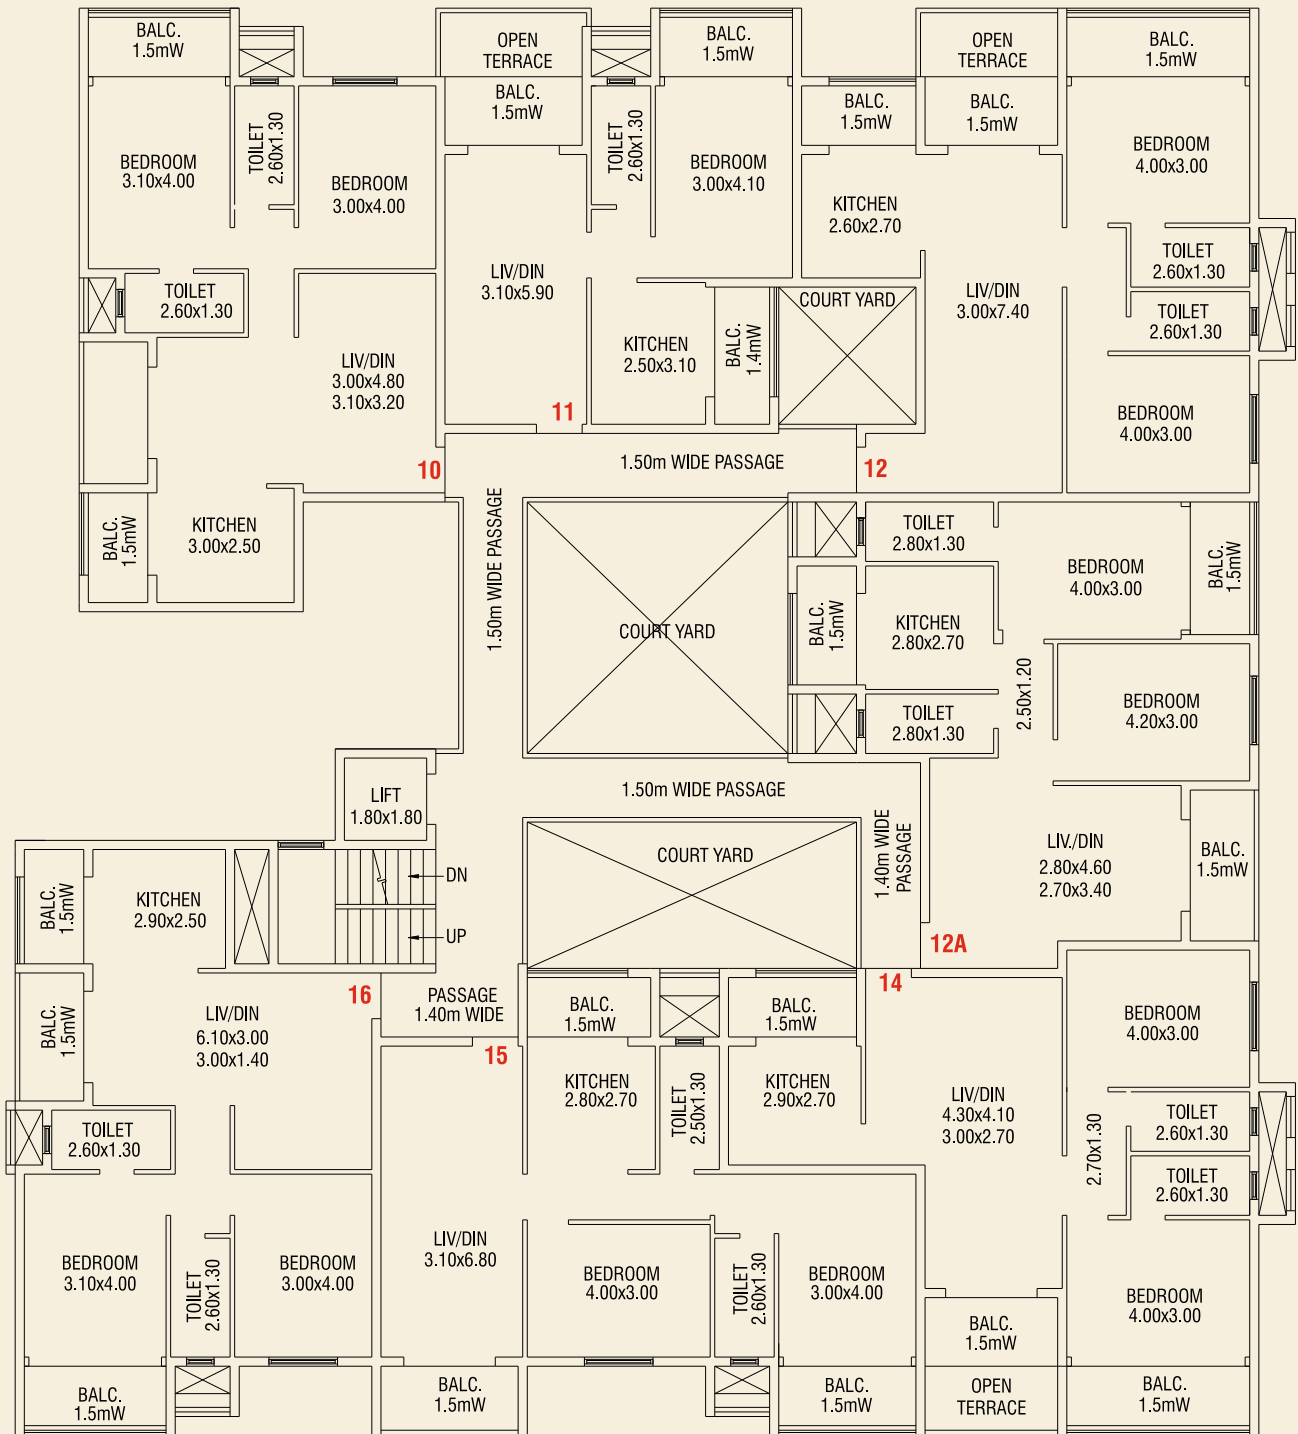 BALC.
1.5mW
OPEN
TERRACE
BALC.
1.5mW
OPEN
TERRACE
BALC.
1.5mW
BEDROOM
3.10x4.00
TOILET
2.60x1.30
BEDROOM
3.00x4.00
BALC.
1.5mW
TOILET
2.60x1.30
BEDROOM
3.00x4.10
BALC.
1.5mW
BALC.
1.5mW
BEDROOM
4.00x3.00
KITCHEN
2.60x2.70
TOILET
2.60x1.30
TOILET
2.60x1.30
LIV/DIN
3.10x5.90
TOILET
2.60x1.30
COURT YARD
LIV/DIN
3.00x7.40
LIV/DIN
3.00x4.80
3.10x3.20
KITCHEN
2.50x3.10
BALC.
1.4mW
BEDROOM
4.00x3.00
11
10
1.50m WIDE PASSAGE
12
KITCHEN
3.00x2.50
BALC.
1.5mW
1.50m WIDE PASSAGE
COURT YARD
TOILET
2.80x1.30
BEDROOM
4.00x3.00
BALC.
1.5mW
BALC.
1.5mW
KITCHEN
2.80x2.70
2.50x1.20
BEDROOM
4.20x3.00
TOILET
2.80x1.30
LIFT
1.80x1.80
1.50m WIDE PASSAGE
1.40m WIDE
PASSAGE
COURT YARD
LIV./DIN
2.80x4.60
2.70x3.40
BALC.
1.5mW
DN
UP
BALC.
1.5mW
KITCHEN
2.90x2.50
12A
14
16
PASSAGE
1.40m WIDE
15
BALC.
1.5mW
LIV/DIN
6.10x3.00
3.00x1.40
BALC.
1.5mW
BALC.
1.5mW
BEDROOM
4.00x3.00
KITCHEN
2.80x2.70
TOILET
2.50x1.30
KITCHEN
2.90x2.70
LIV/DIN
4.30x4.10
3.00x2.70
2.70x1.30
TOILET
2.60x1.30
TOILET
2.60x1.30
TOILET
2.60x1.30
BEDROOM
3.10x4.00
TOILET
2.60x1.30
BEDROOM
3.00x4.00
LIV/DIN
3.10x6.80
BEDROOM
4.00x3.00
TOILET
2.60x1.30
BEDROOM
3.00x4.00
BEDROOM
4.00x3.00
BALC.
1.5mW
BALC.
1.5mW
BALC.
1.5mW
BALC.
1.5mW
OPEN
TERRACE
BALC.
1.5mW